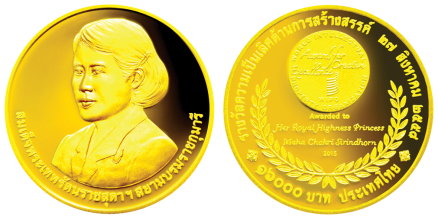 สมเด็จพระเทพรัตนราชสุดาฯ สยามบรมราชกุมารี
รางวัลความเป็นเลิศด้านการสร้างสรรค์ ๒๗ สิงหาคม ๒๕๕๘
Award for
Creative
Excellence
Awarded to
Her Royal Highness Princess
Maha Chakri Sirindhorn
2015
๑๖๐๐๐ บาท ประเทศไทย